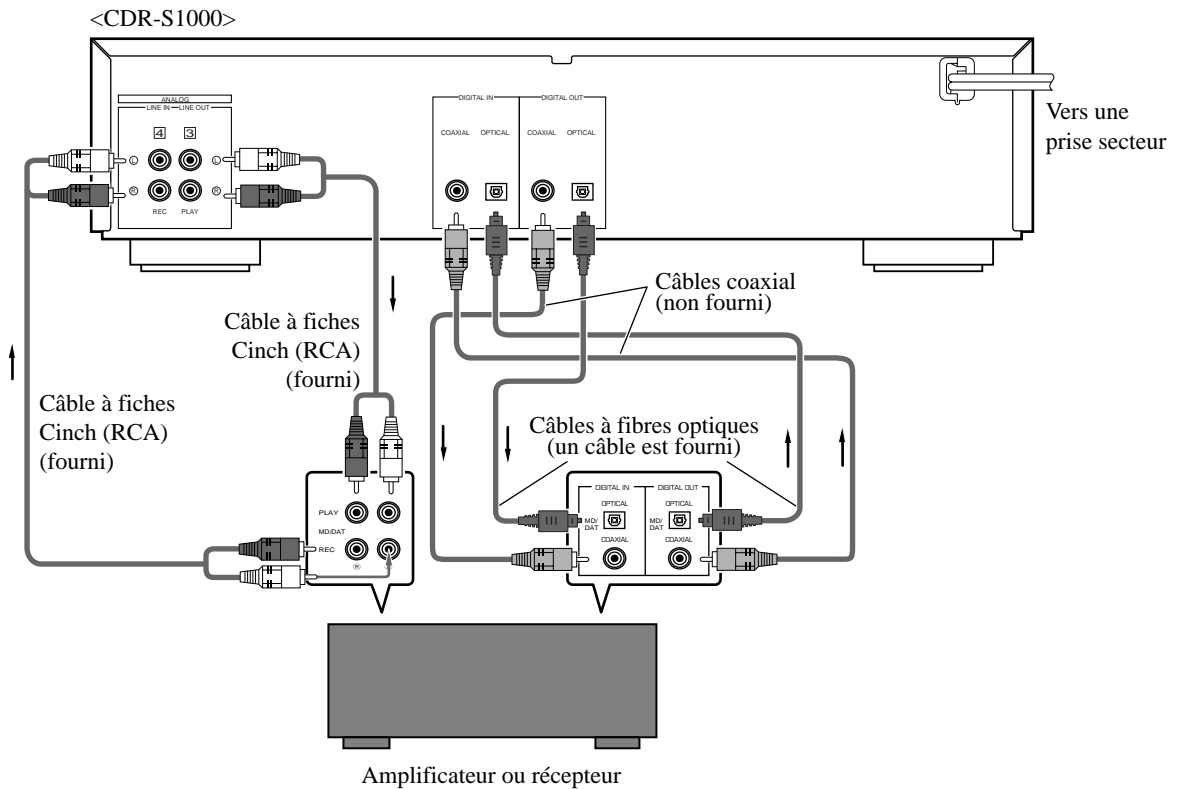 <CDR-S1000>
ANALOG
LINE IN LINE OUT
4 3
L L
R R
REC PLAY
DIGITAL IN DIGITAL OUT
COAXIAL OPTICAL COAXIAL OPTICAL
Vers une
prise secteur
Câbles coaxial
(non fourni)
Câble à fiches
Cinch (RCA)
(fourni)
Câble à fiches
Cinch (RCA)
(fourni)
Câbles à fibres optiques
(un câble est fourni)
PLAY
MD/DAT
REC
R
DIGITAL IN DIGITAL OUT
OPTICAL OPTICAL
MD/
DAT
MD/
DAT
COAXIAL COAXIAL
Amplificateur ou récepteur